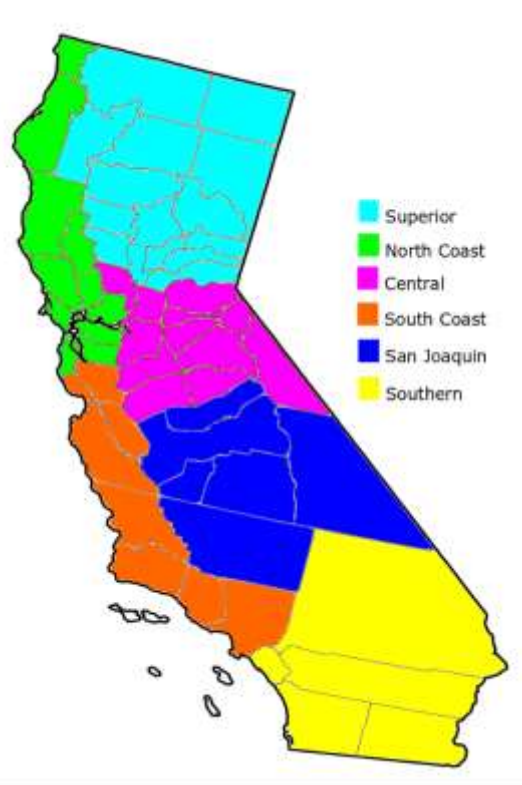 Superior
North Coast
Central
South Coast
San Joaquin
Southern